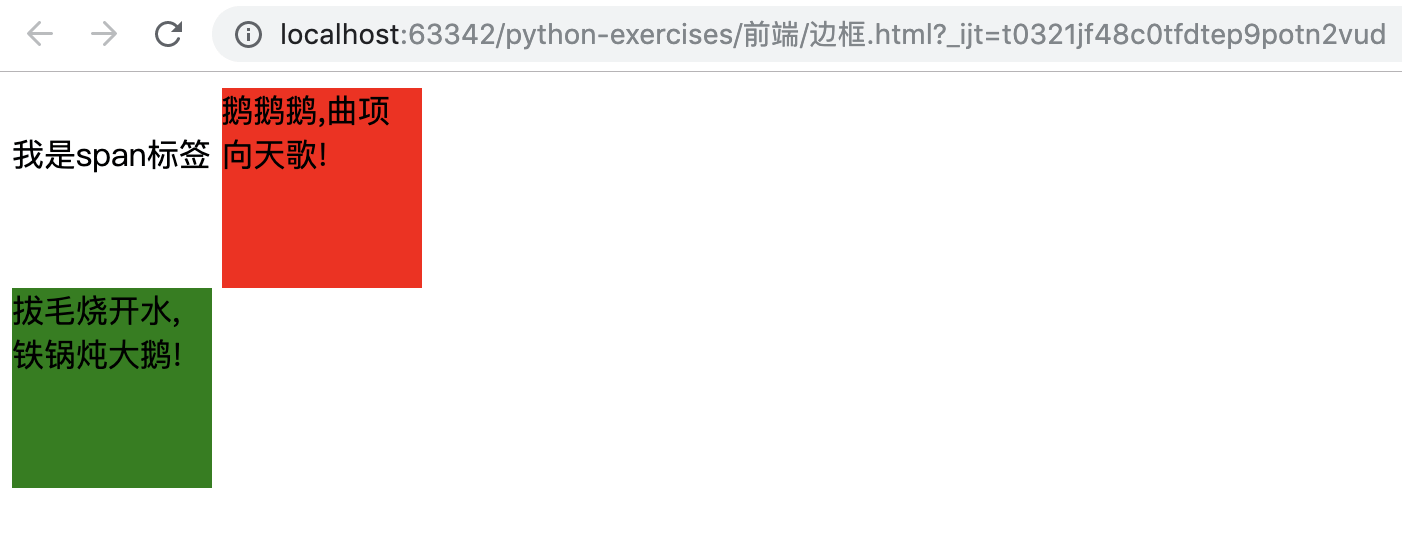 localhost:63342/python-exercises/前端/边框.html?_ijt=t0321jf48c0tfdtep9potn2vud
鹅鹅鹅,曲项
我是span标签 向天歌!
拔毛烧开水,
铁锅炖大鹅!